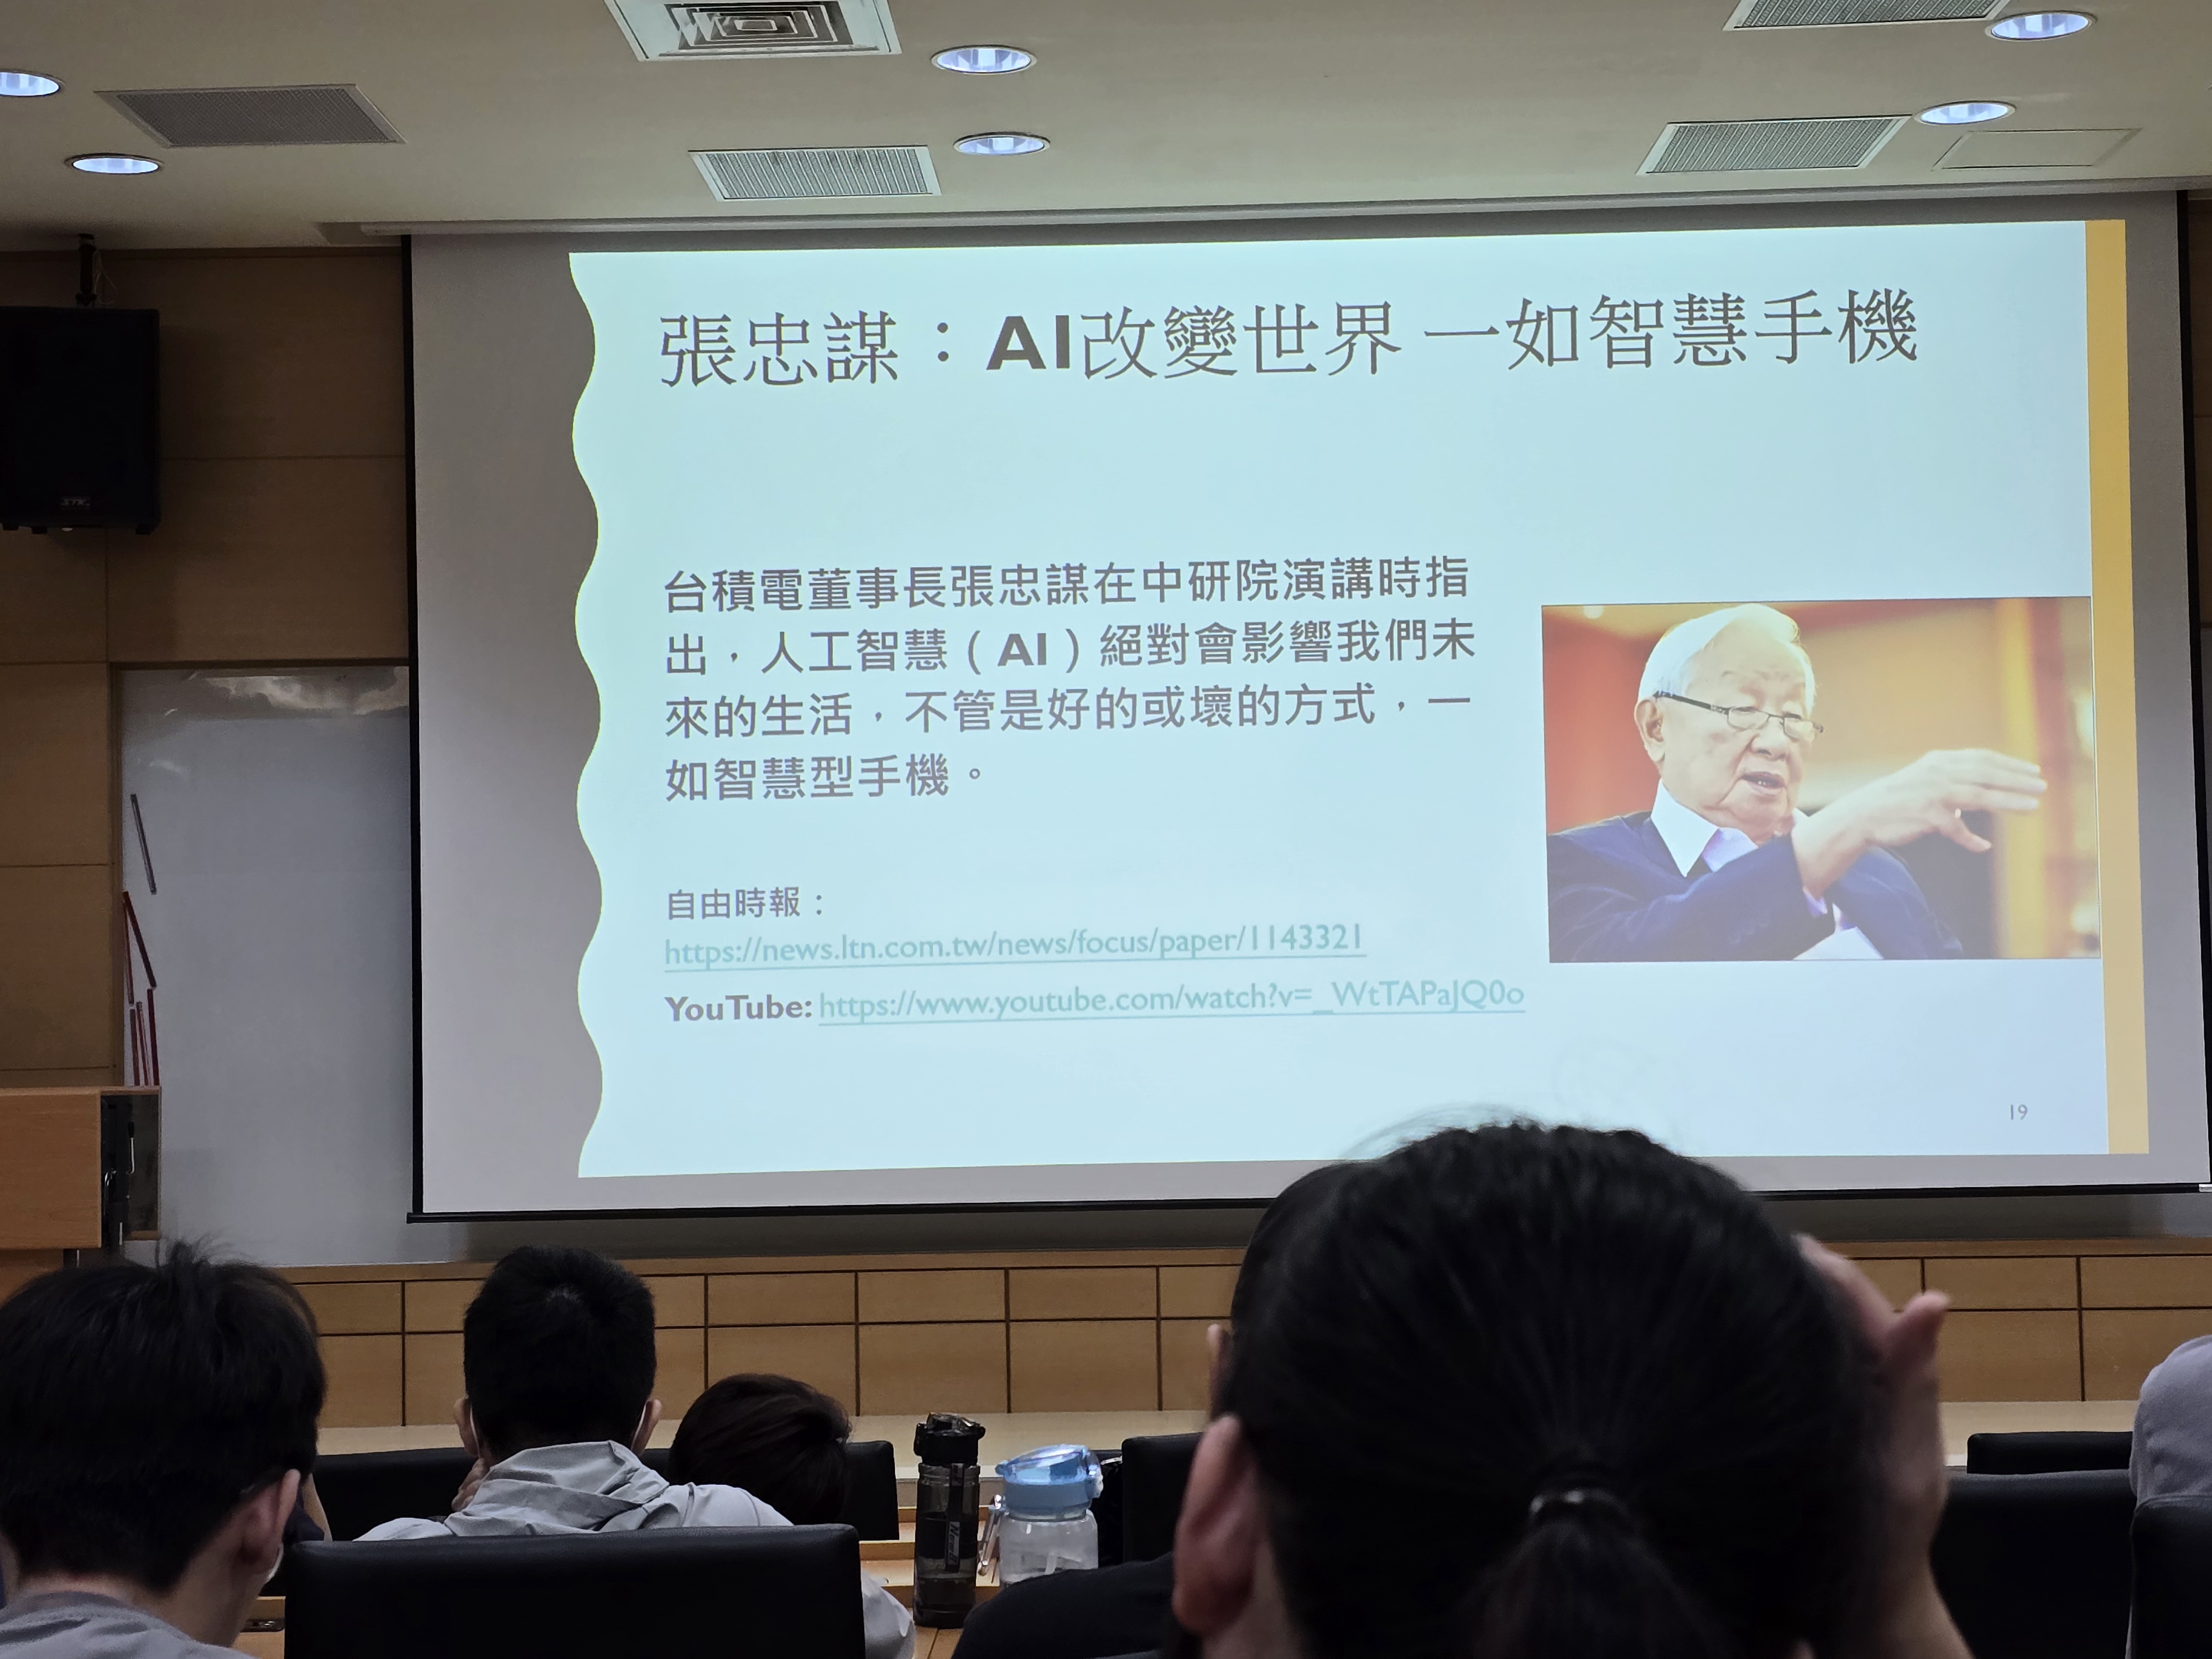 張忠謀：AI改變世界 一如智慧手機
台積電董事長張忠謀在中研院演講時指
出，人工智慧（AI）絕對會影響我們未
來的生活，不管是好的或壞的方式，一
如智慧型手機。
自由時報：
https://news.ltn.com.tw/news/focus/paper/1143321
YouTube: https://www.youtube.com/watch?v=_WtTAPaJQ0o
19